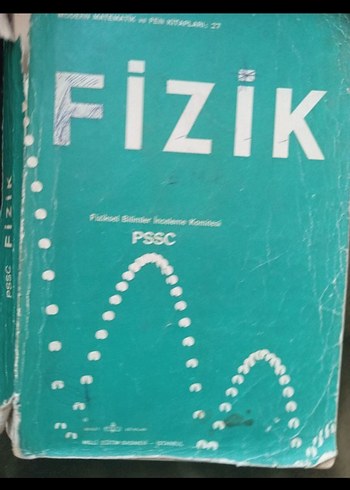 MODERN MATEMATİK ve FEN KİTAPLARI: 27
FİZİK
Fiziksel Bilimler İnceleme Komitesi
PSSC
MİLLİ EĞİTİM BASIMEVİ — İSTANBUL
PSSC FİZİK